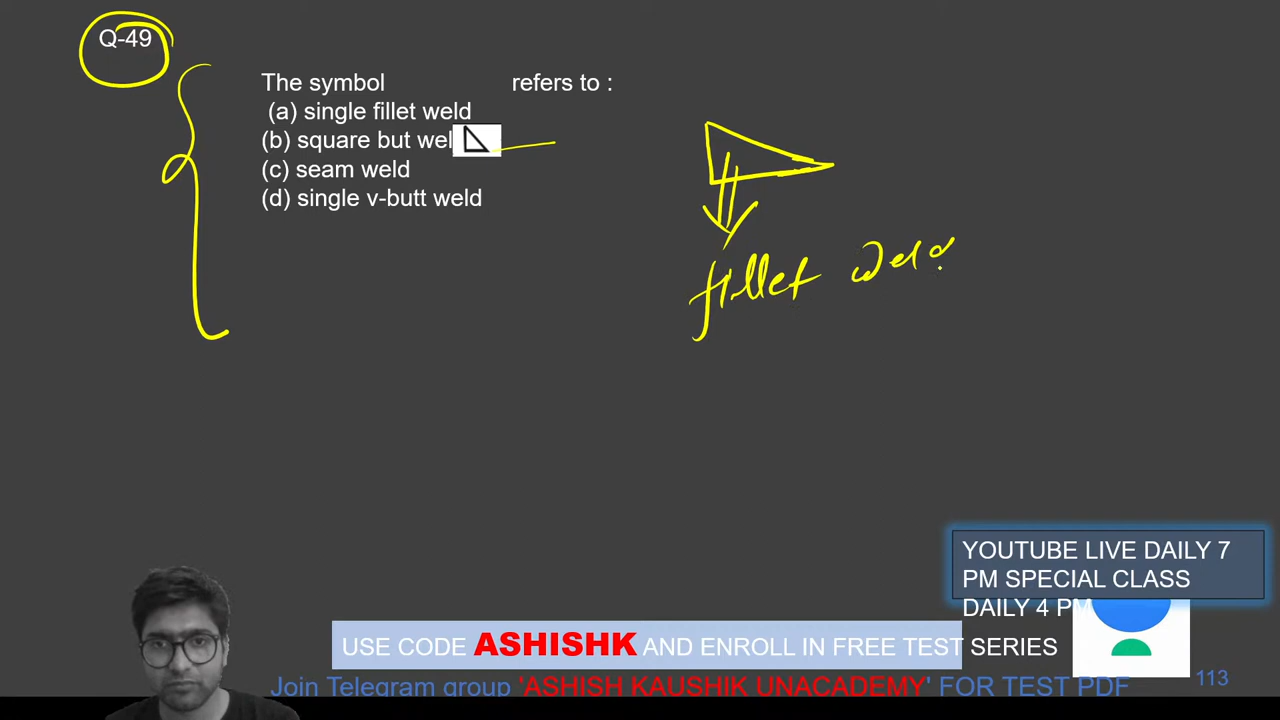 Q-49
The symbol refers to :
(a) single fillet weld
(b) square but wel
(c) seam weld
(d) single v-butt weld
fillet weld
YOUTUBE LIVE DAILY 7
PM SPECIAL CLASS
DAILY 4 PM
USE CODE ASHISHK AND ENROLL IN FREE TEST SERIES
Join Telegram group 'ASHISH KAUSHIK UNACADEMY' FOR TEST PDF
113